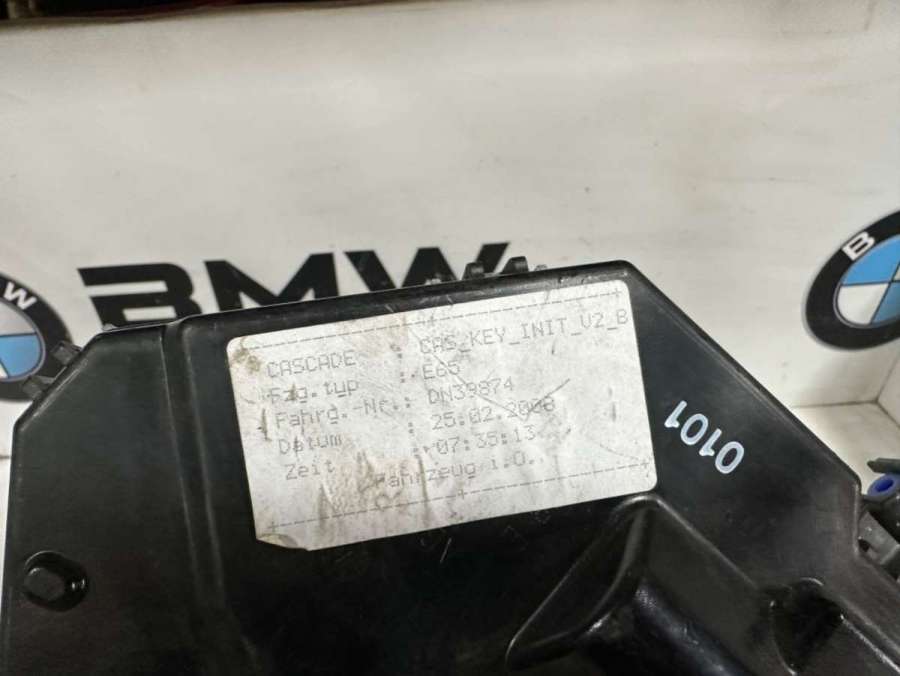 BMW
CASCADE : CAS_KEY_INIT_V2_B
Fzg.typ : E65
Fahrg.-Nr.: DN39874
Datum : 25.02.2008
Zeit : 07:35:13
Fahrzeug i.O.
0101
W
B